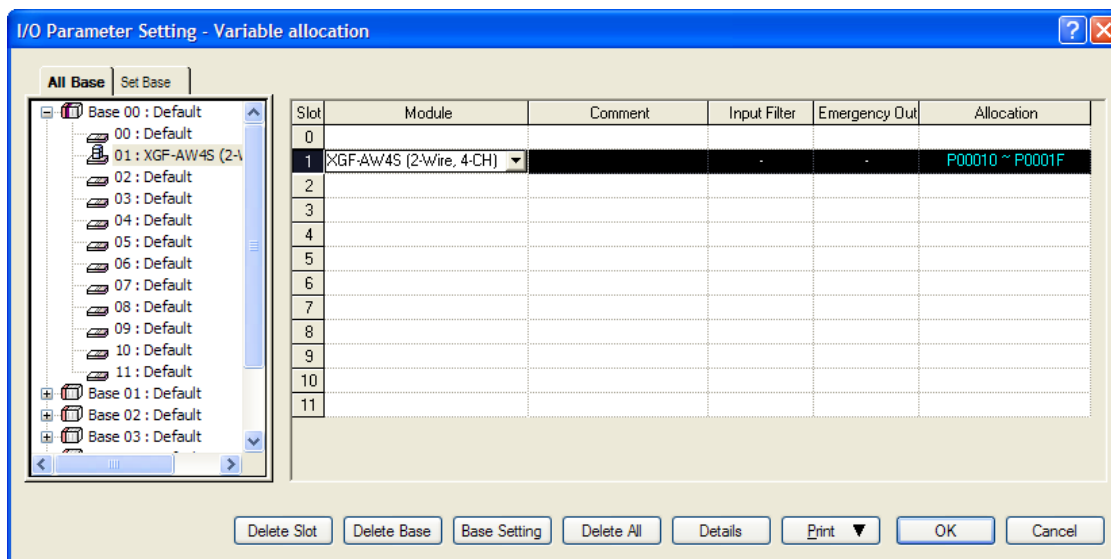 I/O Parameter Setting - Variable allocation
All Base Set Base
Base 00 : Default
00 : Default
01 : XGF-AW4S (2-
02 : Default
03 : Default
04 : Default
05 : Default
06 : Default
07 : Default
08 : Default
09 : Default
10 : Default
11 : Default
Base 01 : Default
Base 02 : Default
Base 03 : Default
Slot Module Comment Input Filter Emergency Out Allocation
0
1 XGF-AW4S (2-Wire, 4-CH) - - P00010 ~ P0001F
2
3
4
5
6
7
8
9
10
11
Delete Slot Delete Base Base Setting Delete All Details Print ▼ OK Cancel